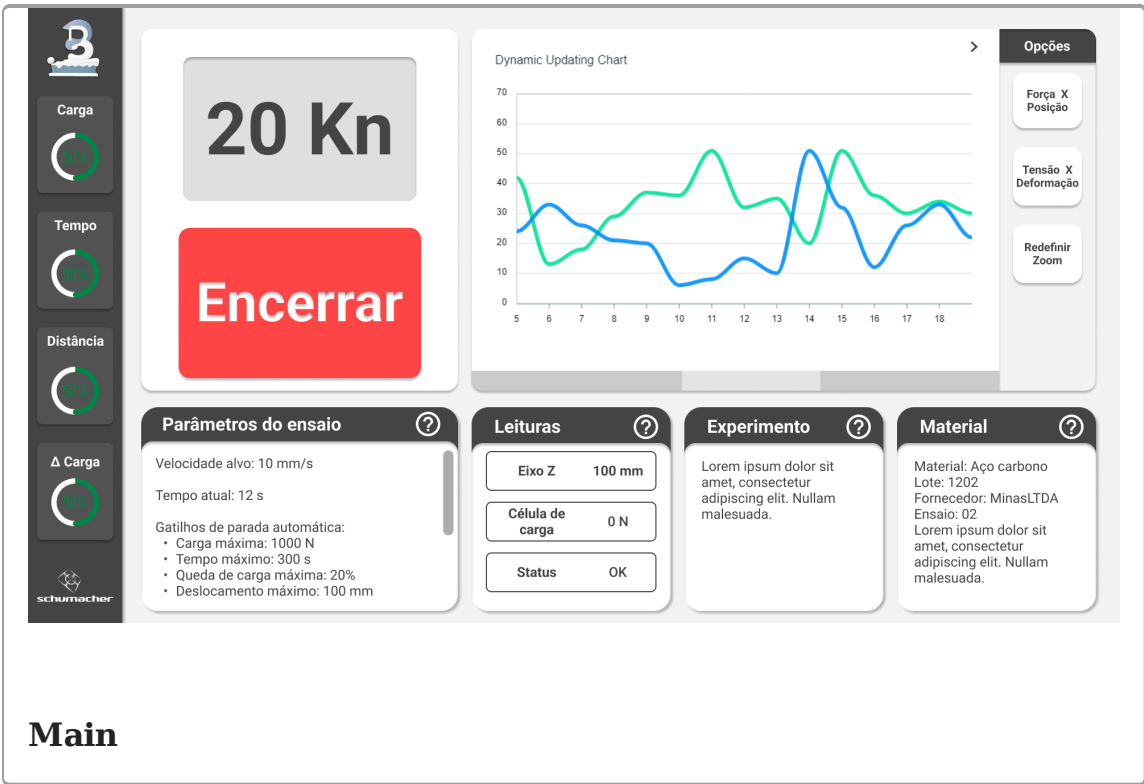 Carga
50%
Tempo
50%
Distância
50%
Δ Carga
50%
schumacher
20 Kn
Encerrar
Dynamic Updating Chart
70
60
50
40
30
20
10
0
5 6 7 8 9 10 11 12 13 14 15 16 17 18
Opções
Força X
Posição
Tensão X
Deformação
Redefinir
Zoom
Parâmetros do ensaio
Velocidade alvo: 10 mm/s
Tempo atual: 12 s
Gatilhos de parada automática:
• Carga máxima: 1000 N
• Tempo máximo: 300 s
• Queda de carga máxima: 20%
• Deslocamento máximo: 100 mm
Leituras
Eixo Z 100 mm
Célula de
carga 0 N
Status OK
Experimento
Lorem ipsum dolor sit
amet, consectetur
adipiscing elit. Nullam
malesuada.
Material
Material: Aço carbono
Lote: 1202
Fornecedor: MinasLTDA
Ensaio: 02
Lorem ipsum dolor sit
amet, consectetur
adipiscing elit. Nullam
malesuada.
Main